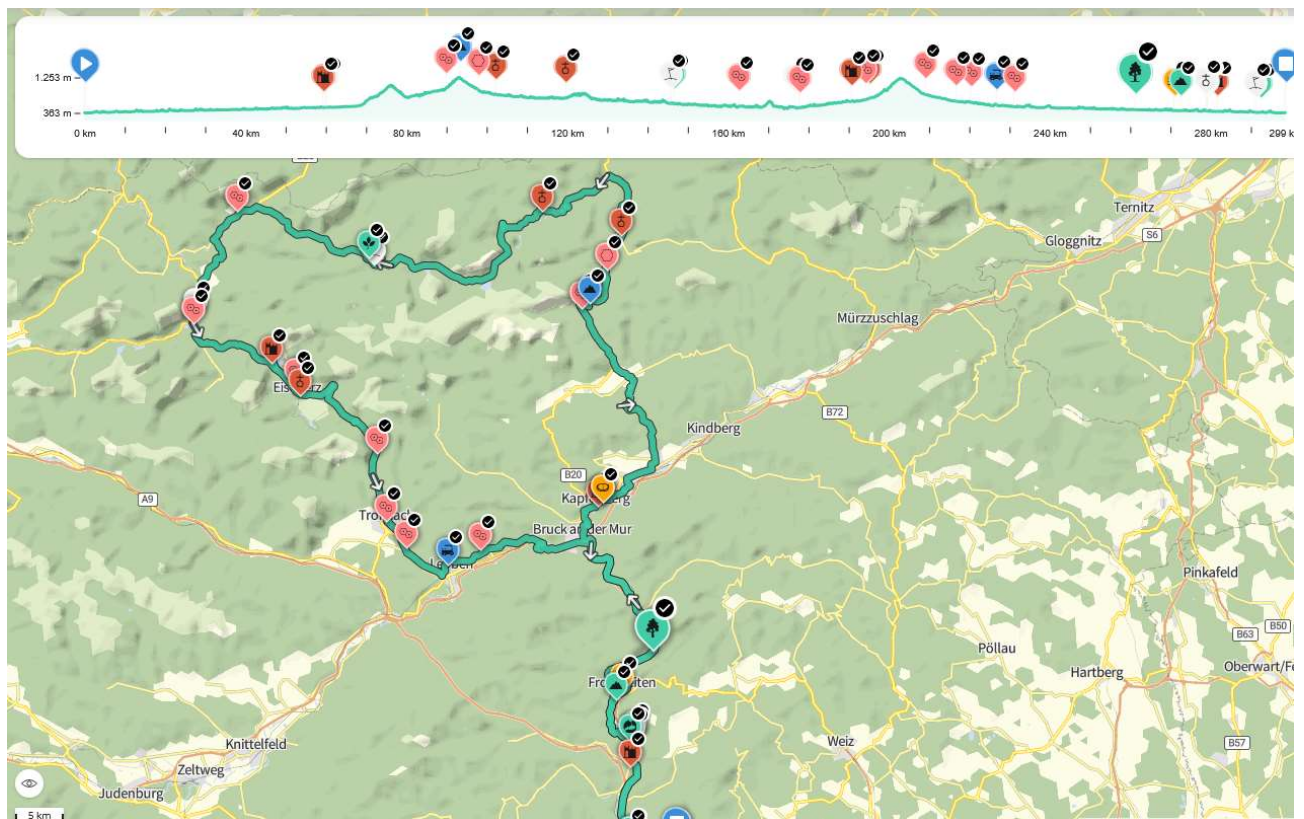 1.253 m
363 m
0 km
40 km
80 km
120 km
160 km
200 km
240 km
280 km
299 k
Ternitz
S6
Gloggnitz
Mürzzuschlag
B72
Kindberg
B20
A9
Bruck an der Mur
Pinkafeld
B63
B50
Pöllau
Hartberg
Oberwart/Fe
Knittelfeld
Weiz
B57
Zeltweg
Judenburg
5 km